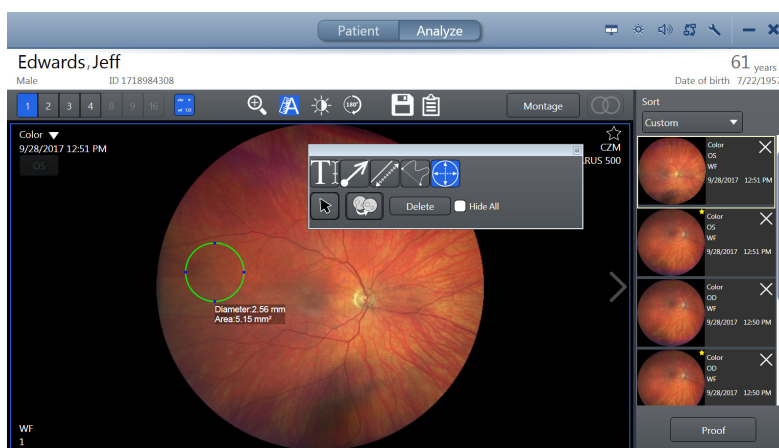 Patient Analyze
Edwards, Jeff
61 years
Male ID 1718984308
Date of birth 7/22/1957
1 2 3 4 8 9 16
180°
Montage
Sort
Custom
Color
9/28/2017 12:51 PM
OS
CZM
RUS 500
T
Delete Hide All
Diameter:2.56 mm
Area:5.15 mm²
WF
1
Color
OS
WF
9/28/2017 12:51 PM
Color
OS
WF
9/28/2017 12:51 PM
Color
OD
WF
9/28/2017 12:50 PM
Color
OD
WF
9/28/2017 12:50 PM
Proof